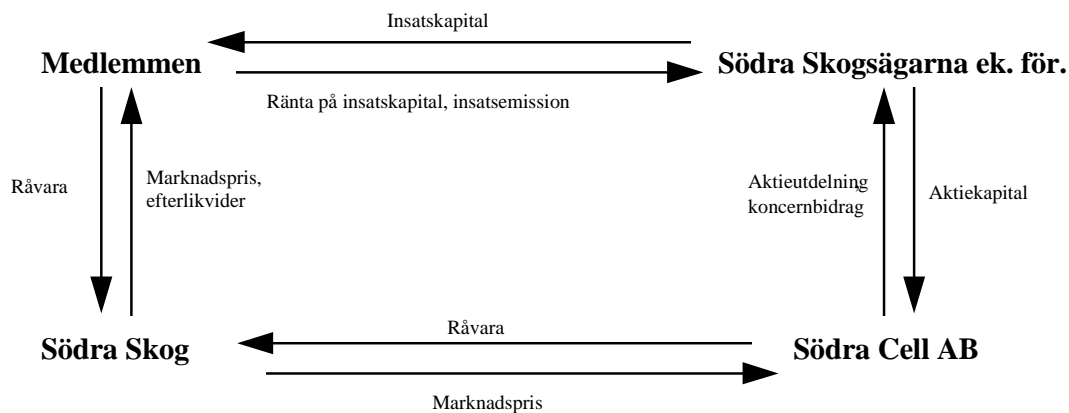 Insatskapital
Medlemmen
Södra Skogsägarna ek. för.
Ränta på insatskapital, insatsemission
Råvara
Marknadspris,
efterlikvider
Aktieutdelning,
koncernbidrag
Aktiekapital
Råvara
Södra Skog
Södra Cell AB
Marknadspris